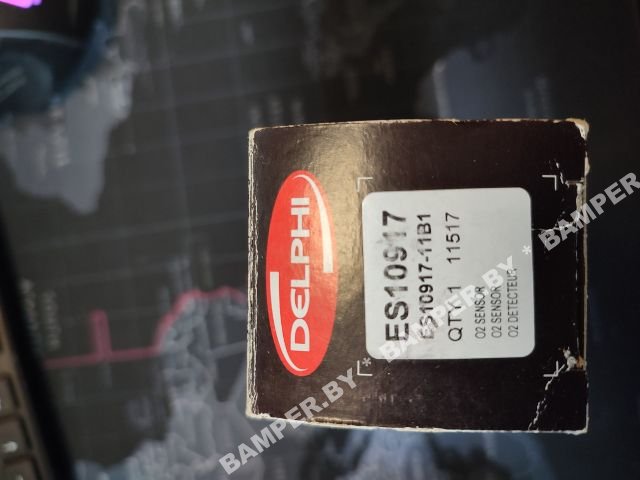 DELPHI
ES10917
ES10917-11B1
QTY 1 11517
O2 SENSOR
O2 SENSOR
O2 DETECTEUR
BAMPER.BY * BAMPER.BY * BAMPER.BY